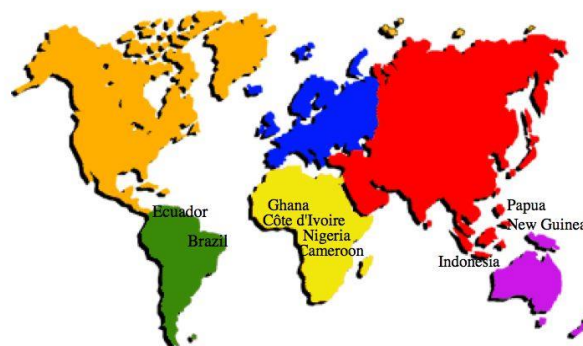 Ecuador
Brazil
Ghana
Côte d'Ivoire
Nigeria
Cameroon
Papua
New Guinea
Indonesia